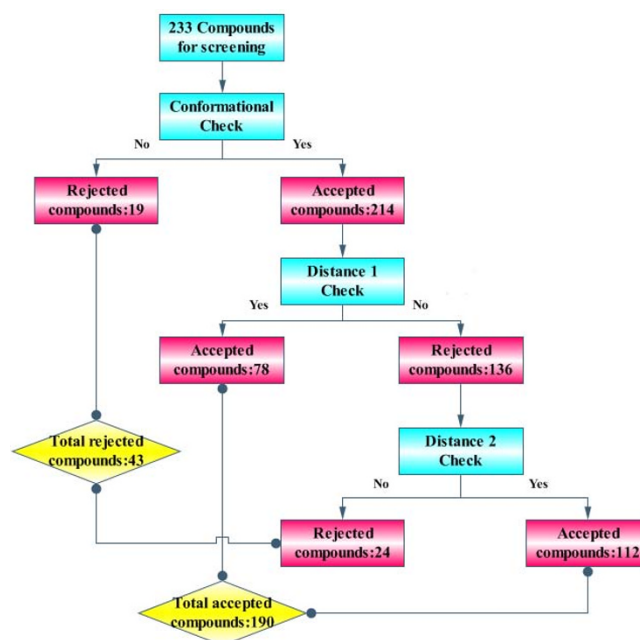 233 Compounds
for screening
Conformational
Check
No
Yes
Rejected
compounds:19
Accepted
compounds:214
Distance 1
Check
Yes
No
Accepted
compounds:78
Rejected
compounds:136
Total rejected
compounds:43
Distance 2
Check
No
Yes
Rejected
compounds:24
Accepted
compounds:112
Total accepted
compounds:190